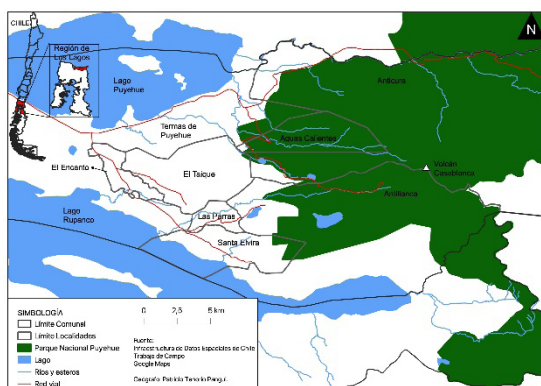 CHILE
N
Región de
Los Lagos
Lago
Puyehue
Anticura
Termas de
Puyehue
Aguas Calientes
El Encanto
El Taique
Volcán
Casablanca
Antillanca
Lago
Rupanco
Las Parras
Santa Elvira
SIMBOLOGÍA
Límite Comunal
Límite Localidades
Parque Nacional Puyehue
Lago
Ríos y esteros
Red vial
0 2,5 5 km
Fuente:
Infraestructura de Datos Espaciales de Chile
Trabajo de Campo
Google Maps
Geógrafo Patricio Tenorio Pangui.